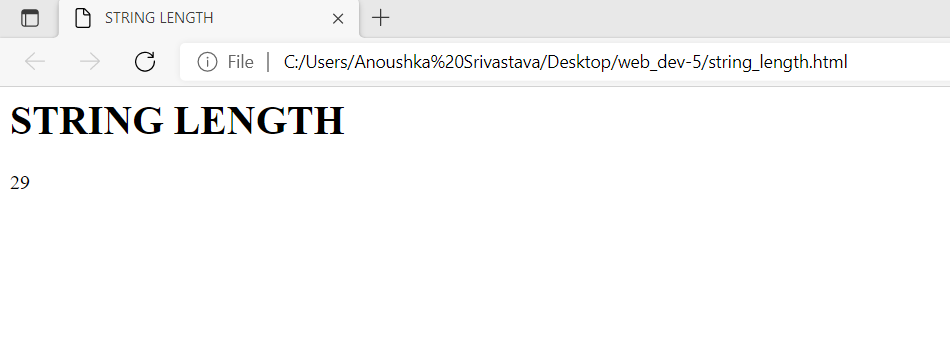 STRING LENGTH
File | C:/Users/Anoushka%20Srivastava/Desktop/web_dev-5/string_length.html
STRING LENGTH
29